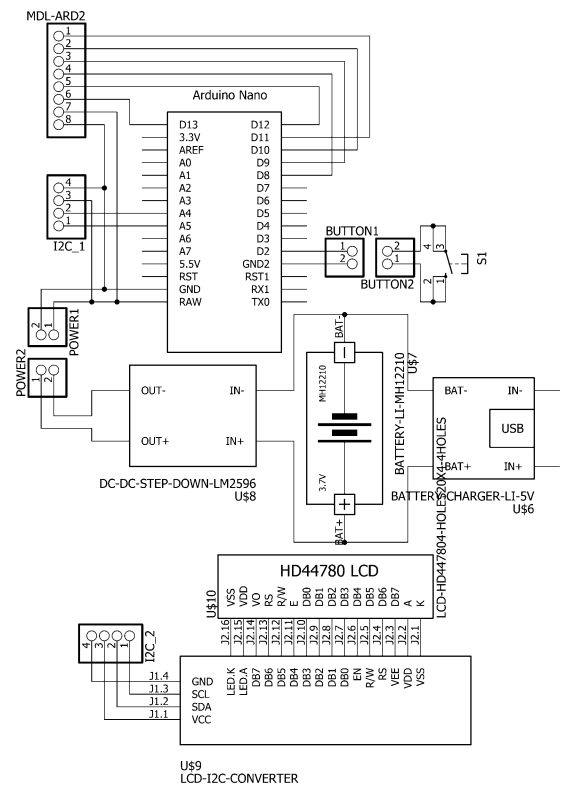 MDL-ARD2
1
2
3
4
5
6
7
8
Arduino Nano
D13 D12
3.3V D11
AREF D10
A0 D9
A1 D8
A2 D7
A3 D6
A4 D5
A5 D4
A6 D3
A7 D2
5.5V GND2
RST RST1
GND RX1
RAW TX0
4
3
2
1
I2C_1
BUTTON1
1
2
2
1
BUTTON2
4 3
2 1
S1
2 1
POWER1
POWER2
1 2
OUT- IN-
OUT+ IN+
DC-DC-STEP-DOWN-LM2596
U$8
BAT-
MH12210
3.7V
BAT+
BATTERY-LI-MH12210
U$7
BAT- IN-
USB
BAT+ IN+
BATTERY-CHARGER-LI-5V
U$6
LCD-HD447804-HOLES20X4-4HOLES
HD44780 LCD
U$10
VSS VDD VO RS R/W E DB0 DB1 DB2 DB3 DB4 DB5 DB6 DB7 A K
J2.16 J2.15 J2.14 J2.13 J2.12 J2.11 J2.10 J2.9 J2.8 J2.7 J2.6 J2.5 J2.4 J2.3 J2.2 J2.1
LED.K LED.A DB7 DB6 DB5 DB4 DB3 DB2 DB1 DB0 EN R/W RS VEE VDD VSS
4 3 2 1
I2C_2
J1.4 GND
J1.3 SCL
J1.2 SDA
J1.1 VCC
U$9
LCD-I2C-CONVERTER